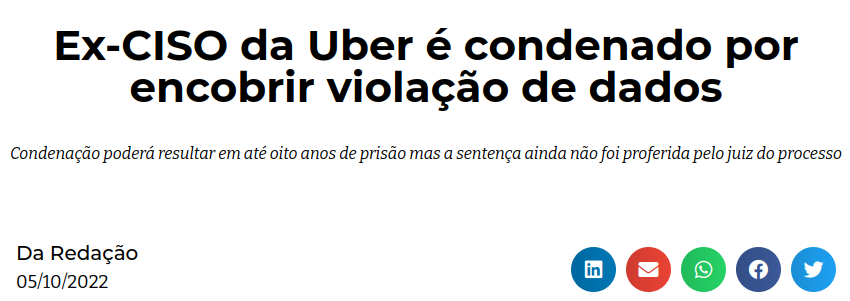 Ex-CISO da Uber é condenado por
encobrir violação de dados
Condenação poderá resultar em até oito anos de prisão mas a sentença ainda não foi proferida pelo juiz do processo
Da Redação
05/10/2022